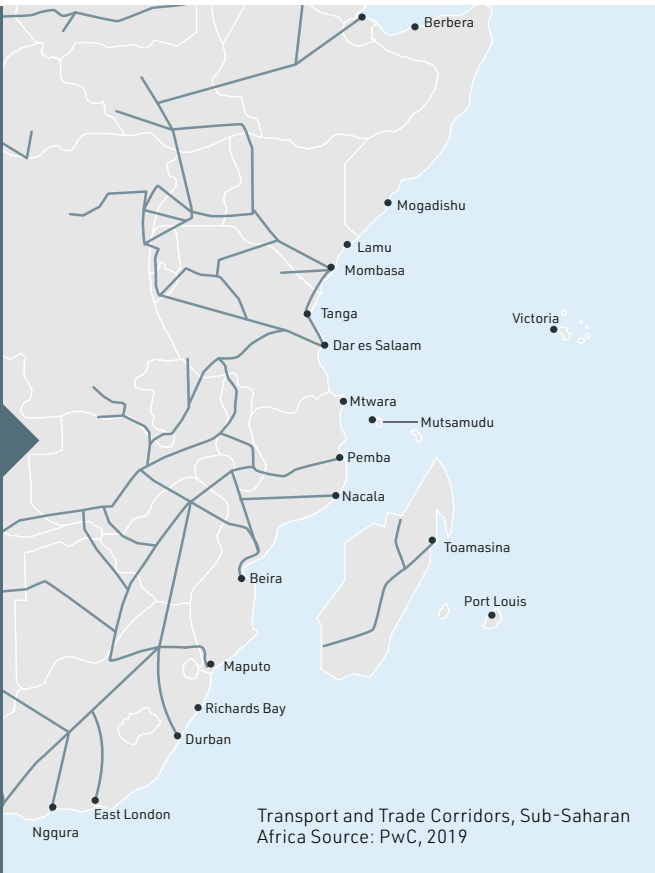 Berbera
Mogadishu
Lamu
Mombasa
Tanga
Victoria
Dar es Salaam
Mtwara
Mutsamudu
Pemba
Nacala
Toamasina
Beira
Port Louis
Maputo
Richards Bay
Durban
East London
Ngqura
Transport and Trade Corridors, Sub-Saharan
Africa Source: PwC, 2019